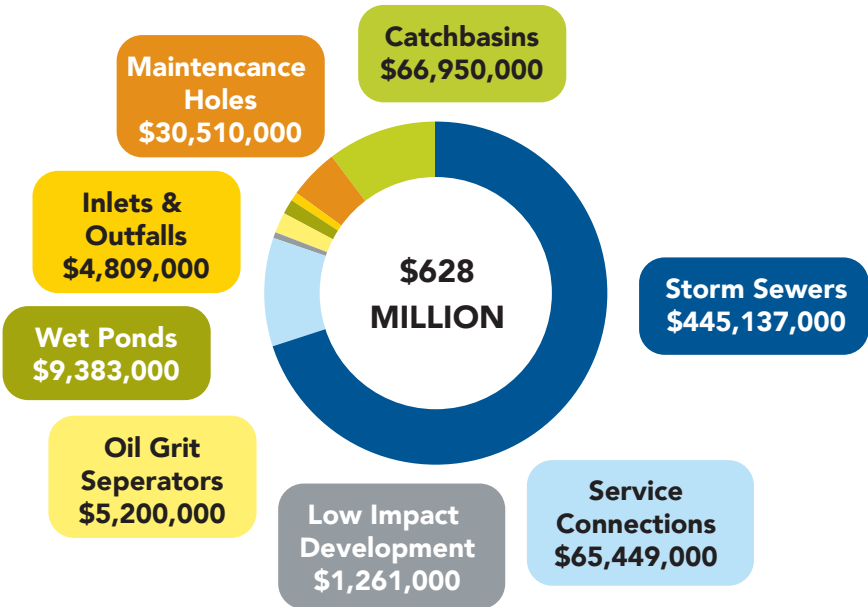 Catchbasins
$66,950,000
Maintencance
Holes
$30,510,000
Inlets &
Outfalls
$4,809,000
$628
MILLION
Storm Sewers
$445,137,000
Wet Ponds
$9,383,000
Oil Grit
Seperators
$5,200,000
Low Impact
Development
$1,261,000
Service
Connections
$65,449,000